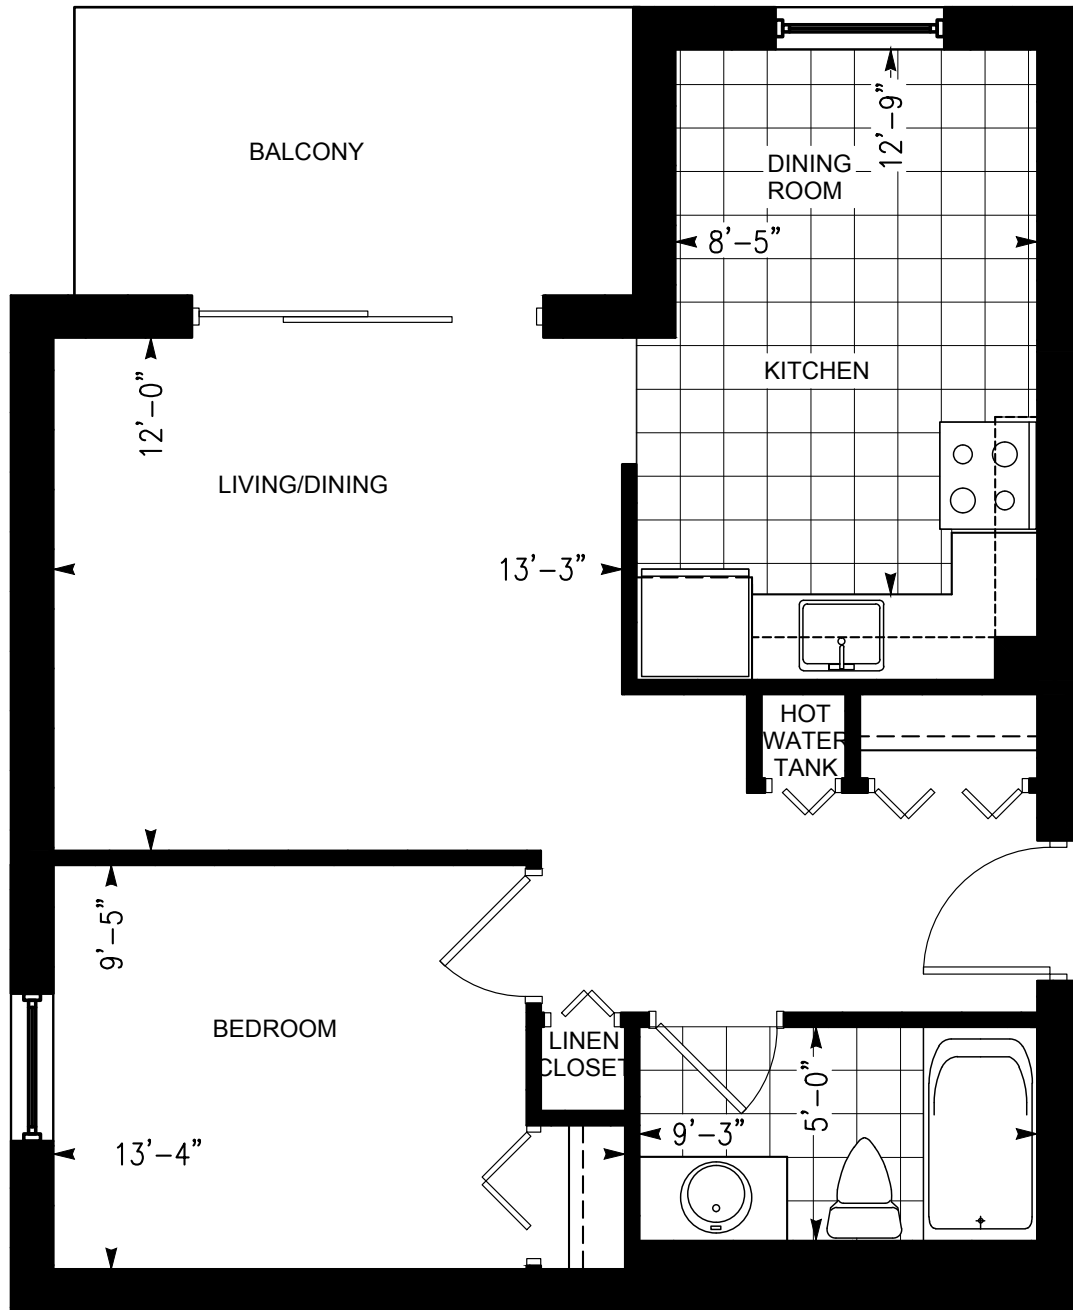 BALCONY
DINING
ROOM
12'-9"
8'-5"
KITCHEN
12'-0"
LIVING/DINING
13'-3"
HOT
WATER
TANK
9'-5"
BEDROOM
LINEN
CLOSET
5'-0"
9'-3"
13'-4"